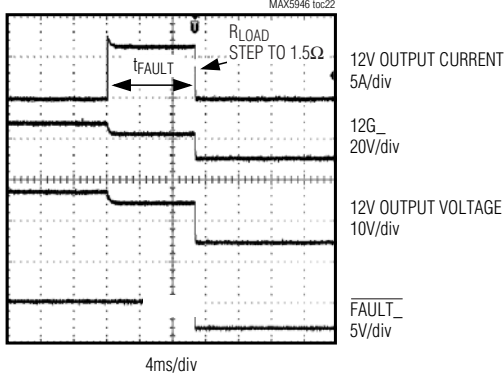 MAX5946 toc22
RLOAD
STEP TO 1.5Ω
tFAULT
12V OUTPUT CURRENT
5A/div
12G_
20V/div
12V OUTPUT VOLTAGE
10V/div
FAULT_
5V/div
4ms/div